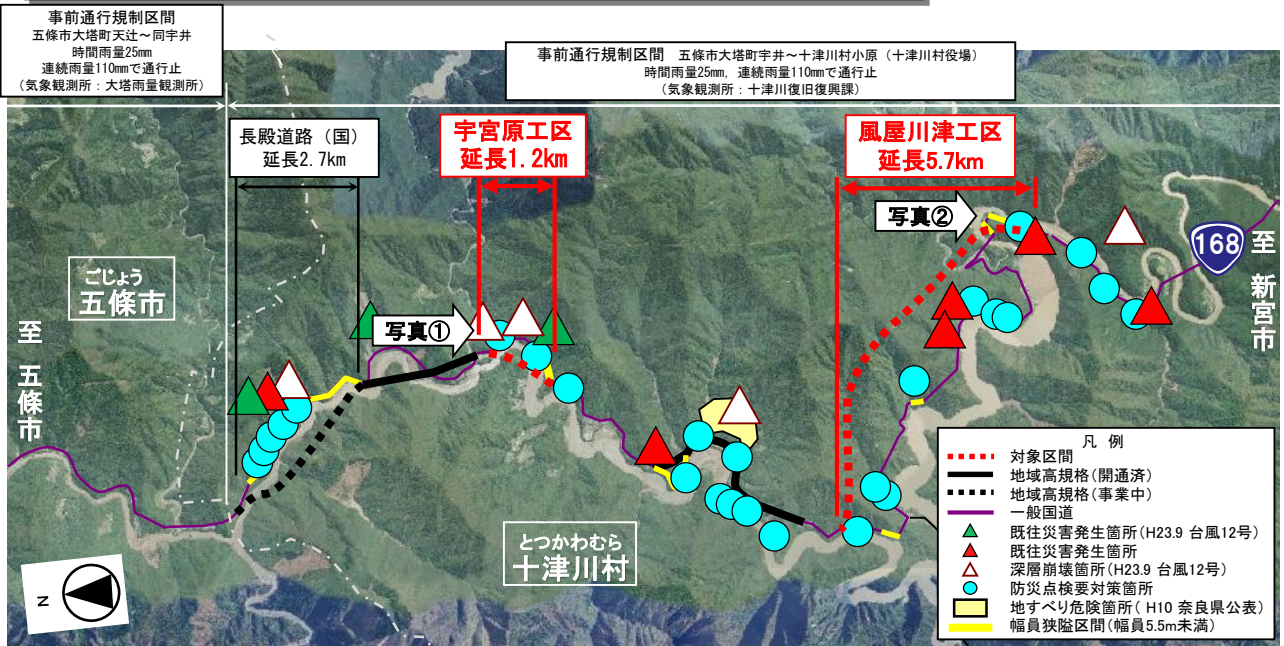 事前通行規制区間
五條市大塔町天辻～同宇井
時間雨量25mm
連続雨量110mmで通行止
（気象観測所：大塔雨量観測所）
事前通行規制区間　五條市大塔町宇井～十津川村小原（十津川村役場）
時間雨量25mm，連続雨量110mmで通行止
（気象観測所：十津川復旧復興課）
長殿道路（国）
延長2.7km
宇宮原工区
延長1.2km
風屋川津工区
延長5.7km
写真②
168
至 新宮市
ごじょう
五條市
写真①
至 五條市
とつかわむら
十津川村
N
凡 例
対象区間
地域高規格(開通済)
地域高規格(事業中)
一般国道
既往災害発生箇所(H23.9 台風12号)
既往災害発生箇所
深層崩壊箇所(H23.9 台風12号)
防災点検要対策箇所
地すべり危険箇所( H10 奈良県公表)
幅員狭隘区間(幅員5.5m未満)